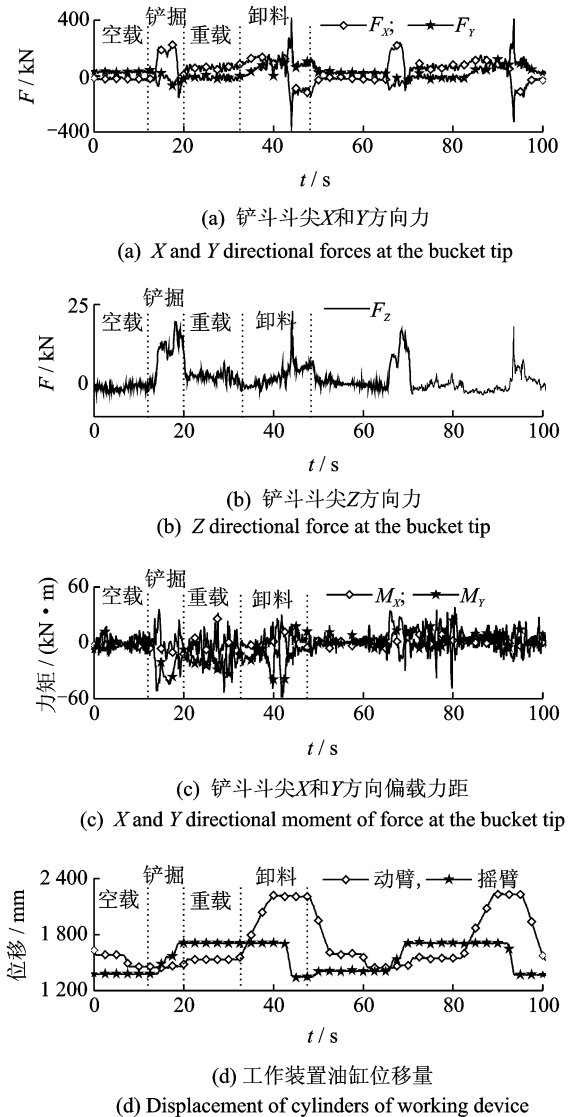 400
0
−400
F / kN
空载
铲掘
重载
卸料
F_X;
F_Y
0 20 40 60 80 100
t / s
(a) 铲斗斗尖X和Y方向力
(a) X and Y directional forces at the bucket tip
25
0
F / kN
空载
铲掘
重载
卸料
F_Z
0 20 40 60 80 100
t / s
(b) 铲斗斗尖Z方向力
(b) Z directional force at the bucket tip
60
0
−60
力矩 / (kN·m)
空载
铲掘
重载
卸料
M_X;
M_Y
0 20 40 60 80 100
t / s
(c) 铲斗斗尖X和Y方向偏载力距
(c) X and Y directional moment of force at the bucket tip
2 400
1 800
1 200
位移 / mm
空载
铲掘
重载
卸料
动臂,
摇臂
0 20 40 60 80 100
t / s
(d) 工作装置油缸位移量
(d) Displacement of cylinders of working device